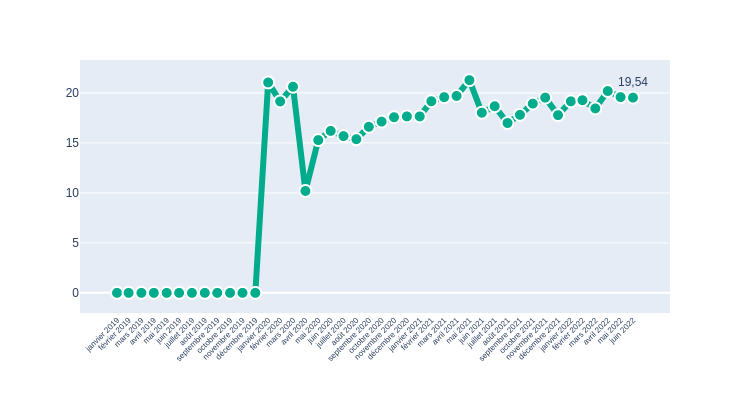 19,54
20
15
10
5
0
janvier 2019
février 2019
mars 2019
avril 2019
mai 2019
juin 2019
juillet 2019
août 2019
septembre 2019
octobre 2019
novembre 2019
décembre 2019
janvier 2020
février 2020
mars 2020
avril 2020
mai 2020
juin 2020
juillet 2020
août 2020
septembre 2020
octobre 2020
novembre 2020
décembre 2020
janvier 2021
février 2021
mars 2021
avril 2021
mai 2021
juin 2021
juillet 2021
août 2021
septembre 2021
octobre 2021
novembre 2021
décembre 2021
janvier 2022
février 2022
mars 2022
avril 2022
mai 2022
juin 2022